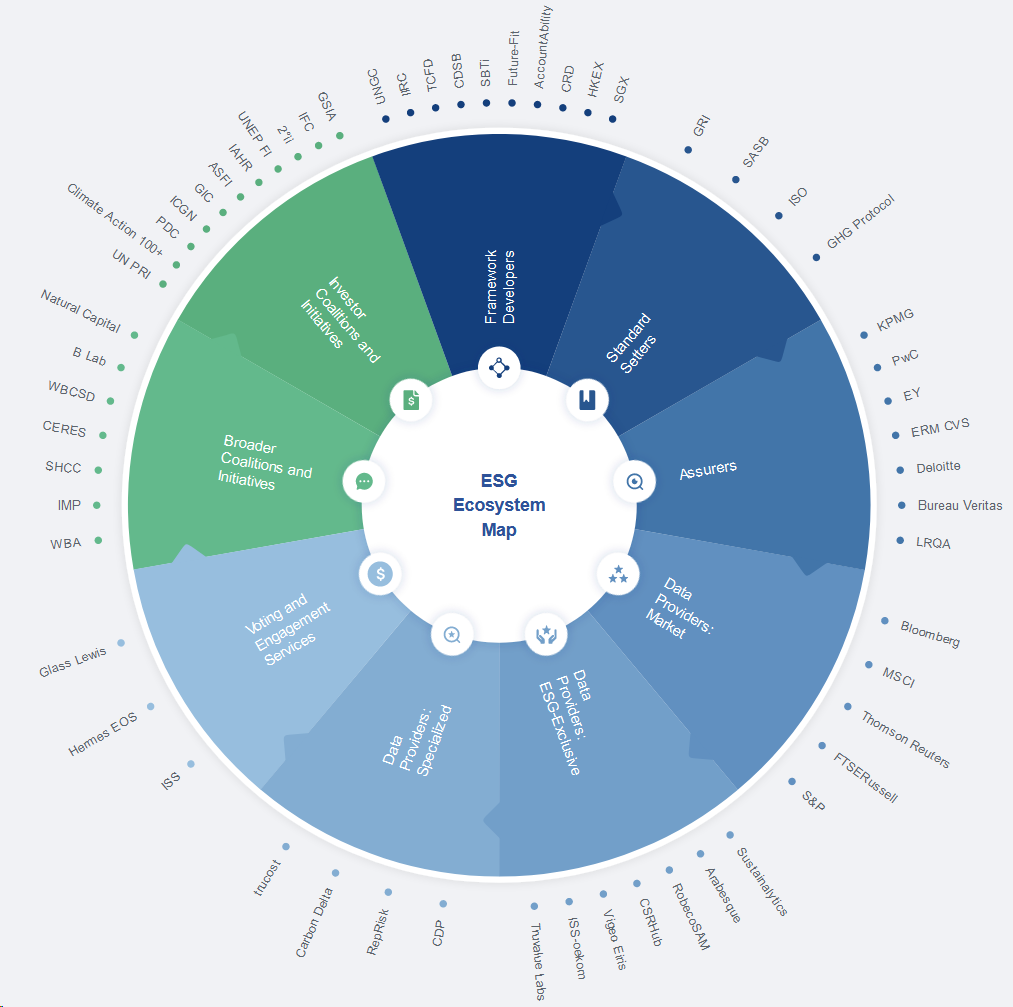 ESG
Ecosystem
Map
Framework
Developers
UNGC
IIRC
TCFD
CDSB
SBTi
Future-Fit
AccountAbility
CRD
HKEX
SGX
Standard
Setters
GRI
SASB
ISO
GHG Protocol
Assurers
KPMG
PwC
EY
ERM CVS
Deloitte
Bureau Veritas
LRQA
Data
Providers:
Market
Bloomberg
MSCI
Thomson Reuters
FTSERussell
S&P
Data
Providers:
ESG-Exclusive
Sustainalytics
Arabesque
RobecoSAM
CSRHub
Vigeo Eiris
ISS-oekom
Truvalue Labs
Data
Providers:
Specialized
CDP
RepRisk
Carbon Delta
trucost
Voting and
Engagement
Services
ISS
Hermes EOS
Glass Lewis
Broader
Coalitions and
Initiatives
WBA
IMP
SHCC
CERES
WBCSD
B Lab
Natural Capital
Investor
Coalitions and
Initiatives
UN PRI
Climate Action 100+
PDC
ICGN
GIC
ASFI
IAHR
UNEP FI
2°ii
IFC
GSIA